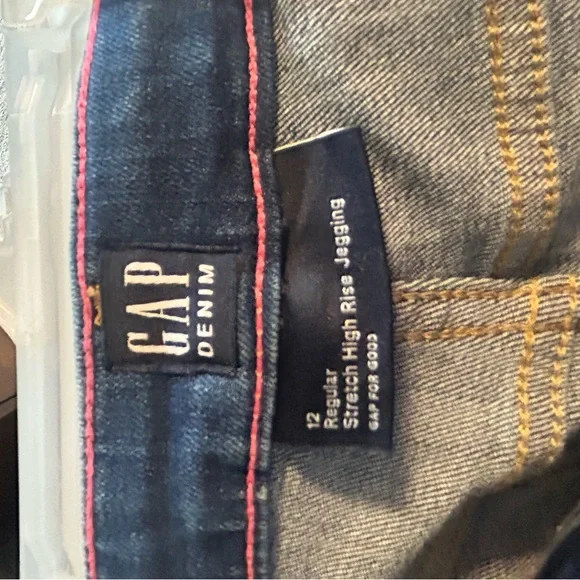 GAP
DENIM
12
Regular
Stretch High Rise Jegging
GAP FOR GOOD